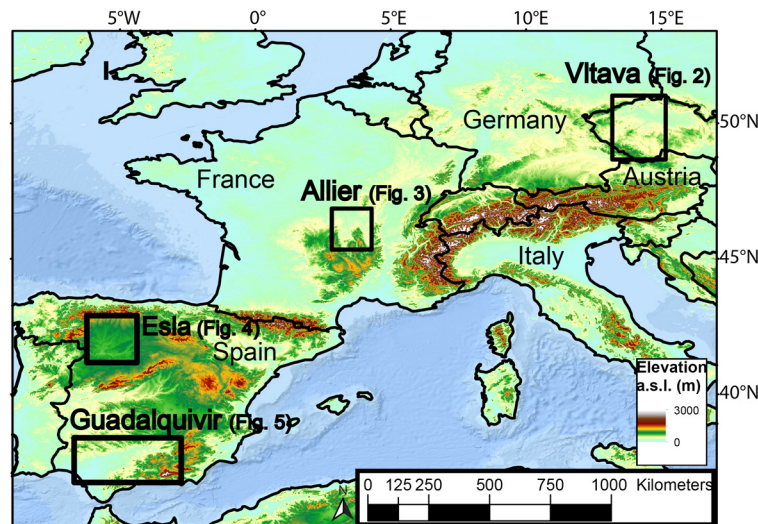 5°W 0° 5°E 10°E 15°E
Vltava (Fig. 2)
50°N
Germany
France
Austria
Allier (Fig. 3)
Italy
45°N
Esla (Fig. 4)
Spain
Elevation
a.s.l. (m)
40°N
3000
Guadalquivir (Fig. 5)
0
0 125 250 500 750 1000 Kilometers
N